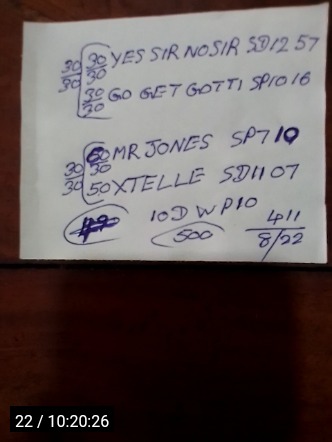 30 30 YES SIR NO SIR SD12 57
30 30
30 GO GET GOTTI SP10 16
30
60 MR JONES SP7 10
30 30
30 50 XTELLE SD11 07
10D W P10 411
500 8/22
22 / 10:20:26